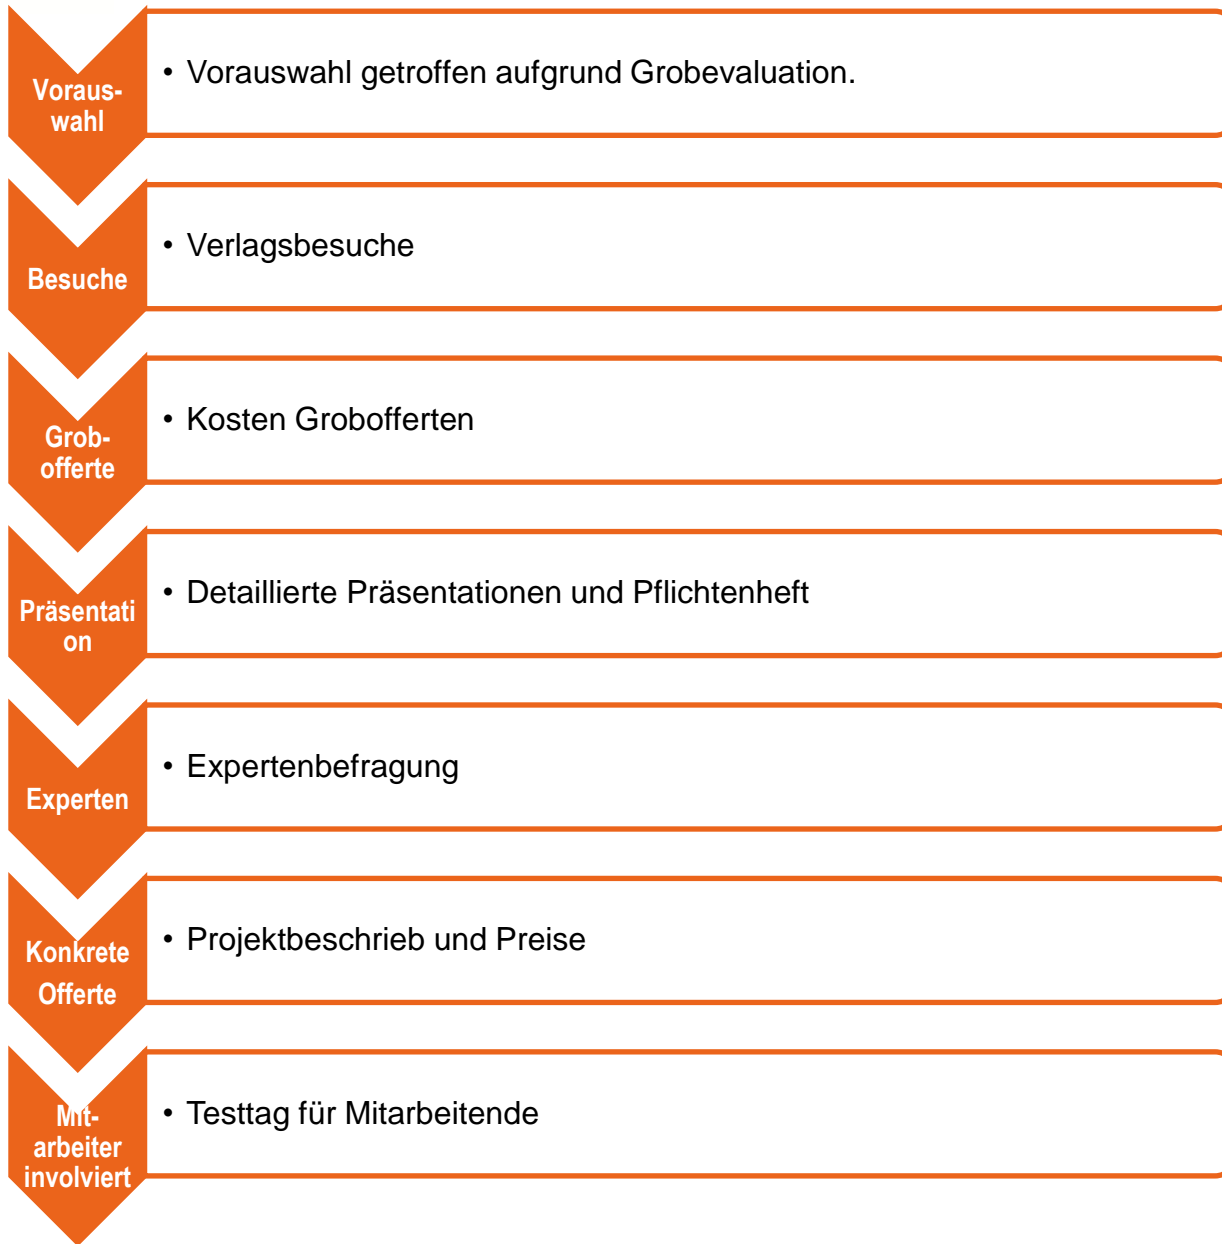 Voraus-
wahl
• Vorauswahl getroffen aufgrund Grobevaluation.
Besuche
• Verlagsbesuche
Grob-
offerte
• Kosten Grobofferten
Präsentati
on
• Detaillierte Präsentationen und Pflichtenheft
Experten
• Expertenbefragung
Konkrete
Offerte
• Projektbeschrieb und Preise
Mit-
arbeiter
involviert
• Testtag für Mitarbeitende